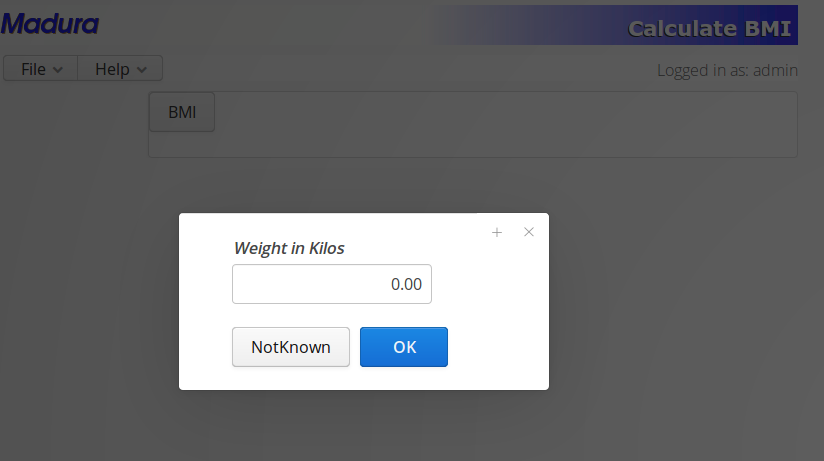 Madura
Calculate BMI
File Help
Logged in as: admin
BMI
Weight in Kilos
0.00
NotKnown OK